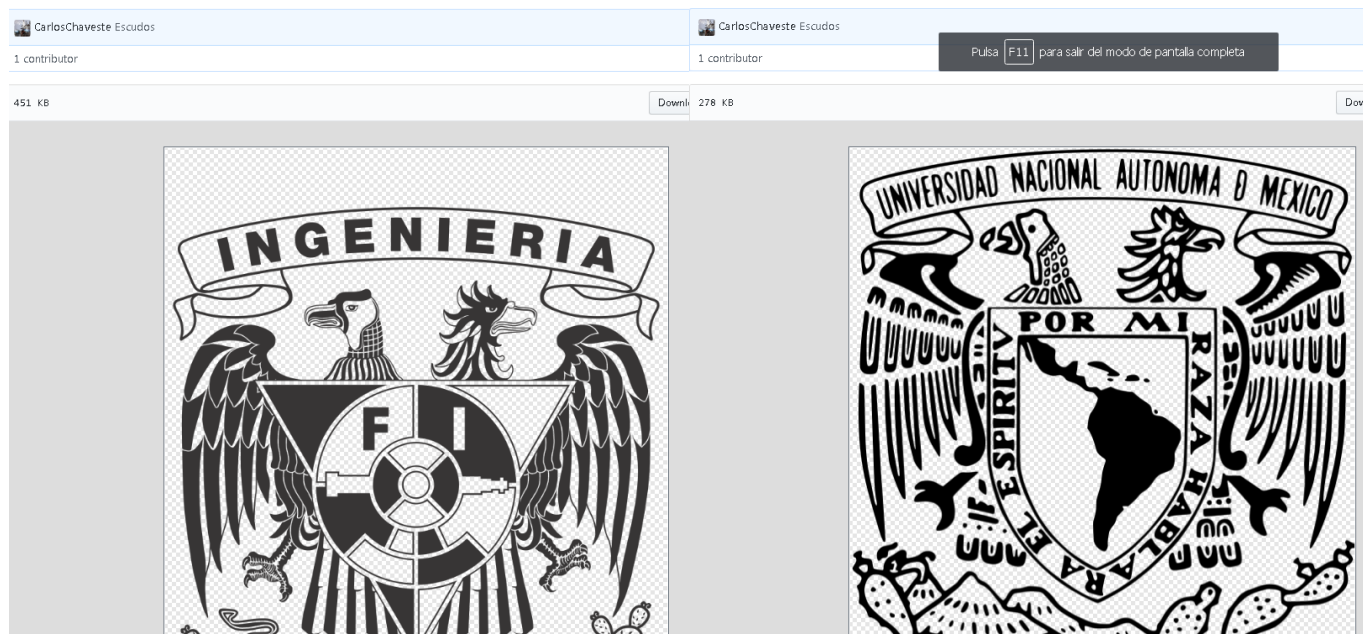 CarlosChaveste Escudos
1 contributor
451 KB
Downl
INGENIERIA
F I
CarlosChaveste Escudos
1 contributor
Pulsa F11 para salir del modo de pantalla completa
278 KB
Dov
UNIVERSIDAD NACIONAL AUTONOMA D MEXICO
POR MI
RAZA HABLARA
EL ESPIRITV